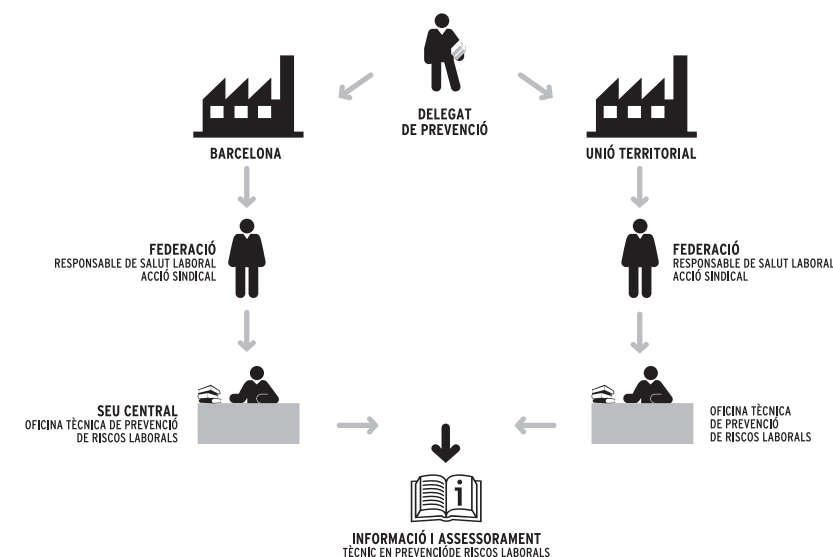 DELEGAT
DE PREVENCIÓ
BARCELONA
UNIÓ TERRITORIAL
FEDERACIÓ
RESPONSABLE DE SALUT LABORAL
ACCIÓ SINDICAL
FEDERACIÓ
RESPONSABLE DE SALUT LABORAL
ACCIÓ SINDICAL
SEU CENTRAL
OFICINA TÈCNICA DE PREVENCIÓ
DE RISCOS LABORALS
OFICINA TÈCNICA
DE PREVENCIÓ
DE RISCOS LABORALS
i
INFORMACIÓ I ASSESSORAMENT
TÈCNIC EN PREVENCIÓDE RISCOS LABORALS